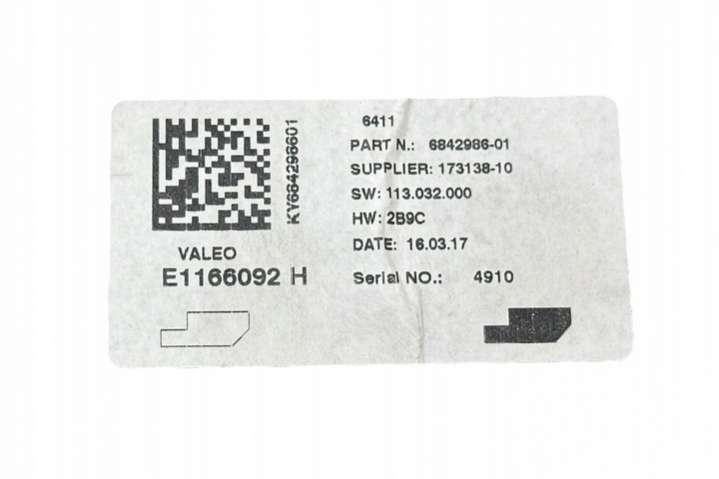 KY684298601
VALEO
E1166092 H
6411
PART N.: 6842986-01
SUPPLIER: 173138-10
SW: 113.032.000
HW: 2B9C
DATE: 16.03.17
Serial NO.: 4910